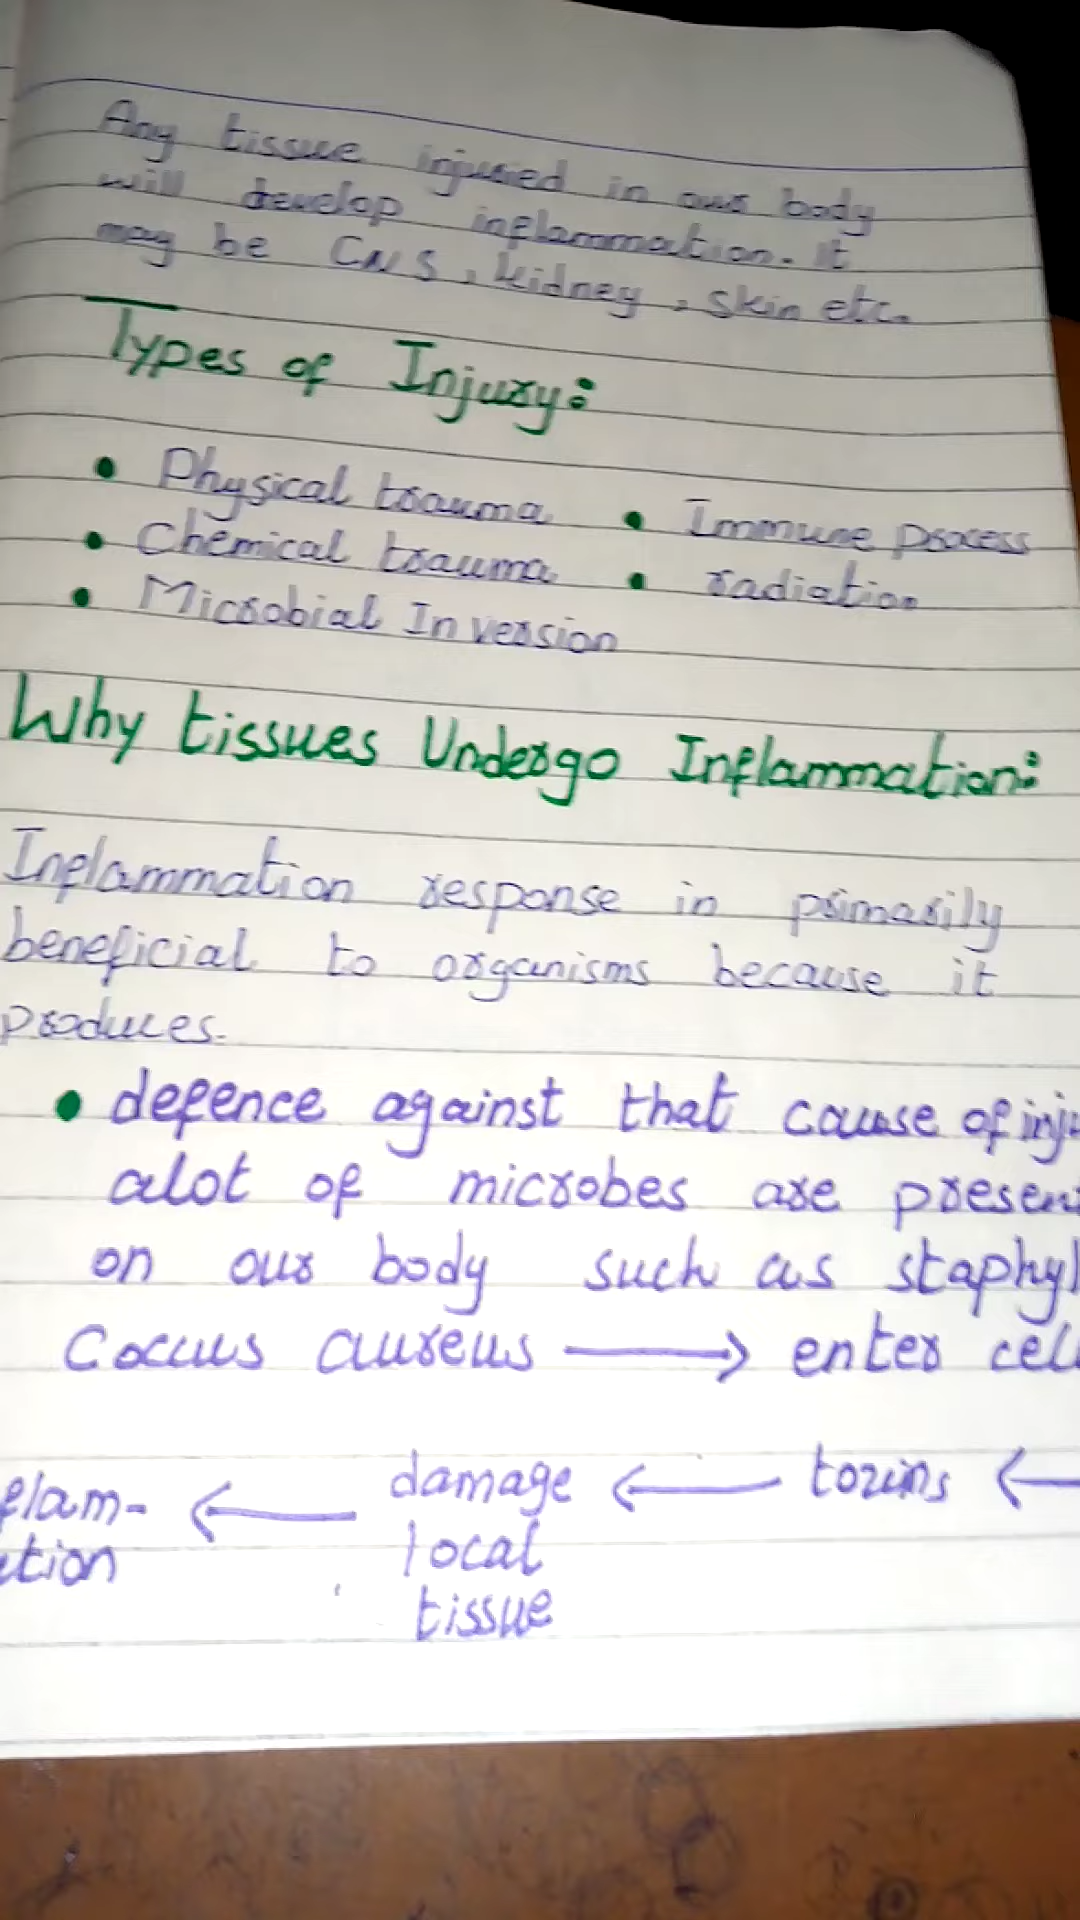 Any tissue injuried in our body
will develop inflammation. It
may be CNS, kidney, skin etc.
Types of Injury:
• Physical trauma
• Chemical trauma
• Microbial Inversion
• Immune process
• radiation
Why tissues Undergo Inflammation:
Inflammation response in primarily
beneficial to organisms because it
produces.
• defence against that cause of inju
alot of microbes are presen
on our body such as staphyl
Coccus aureus → enter cel
toxins ←
damage ←
local
tissue
flam- ←
ation